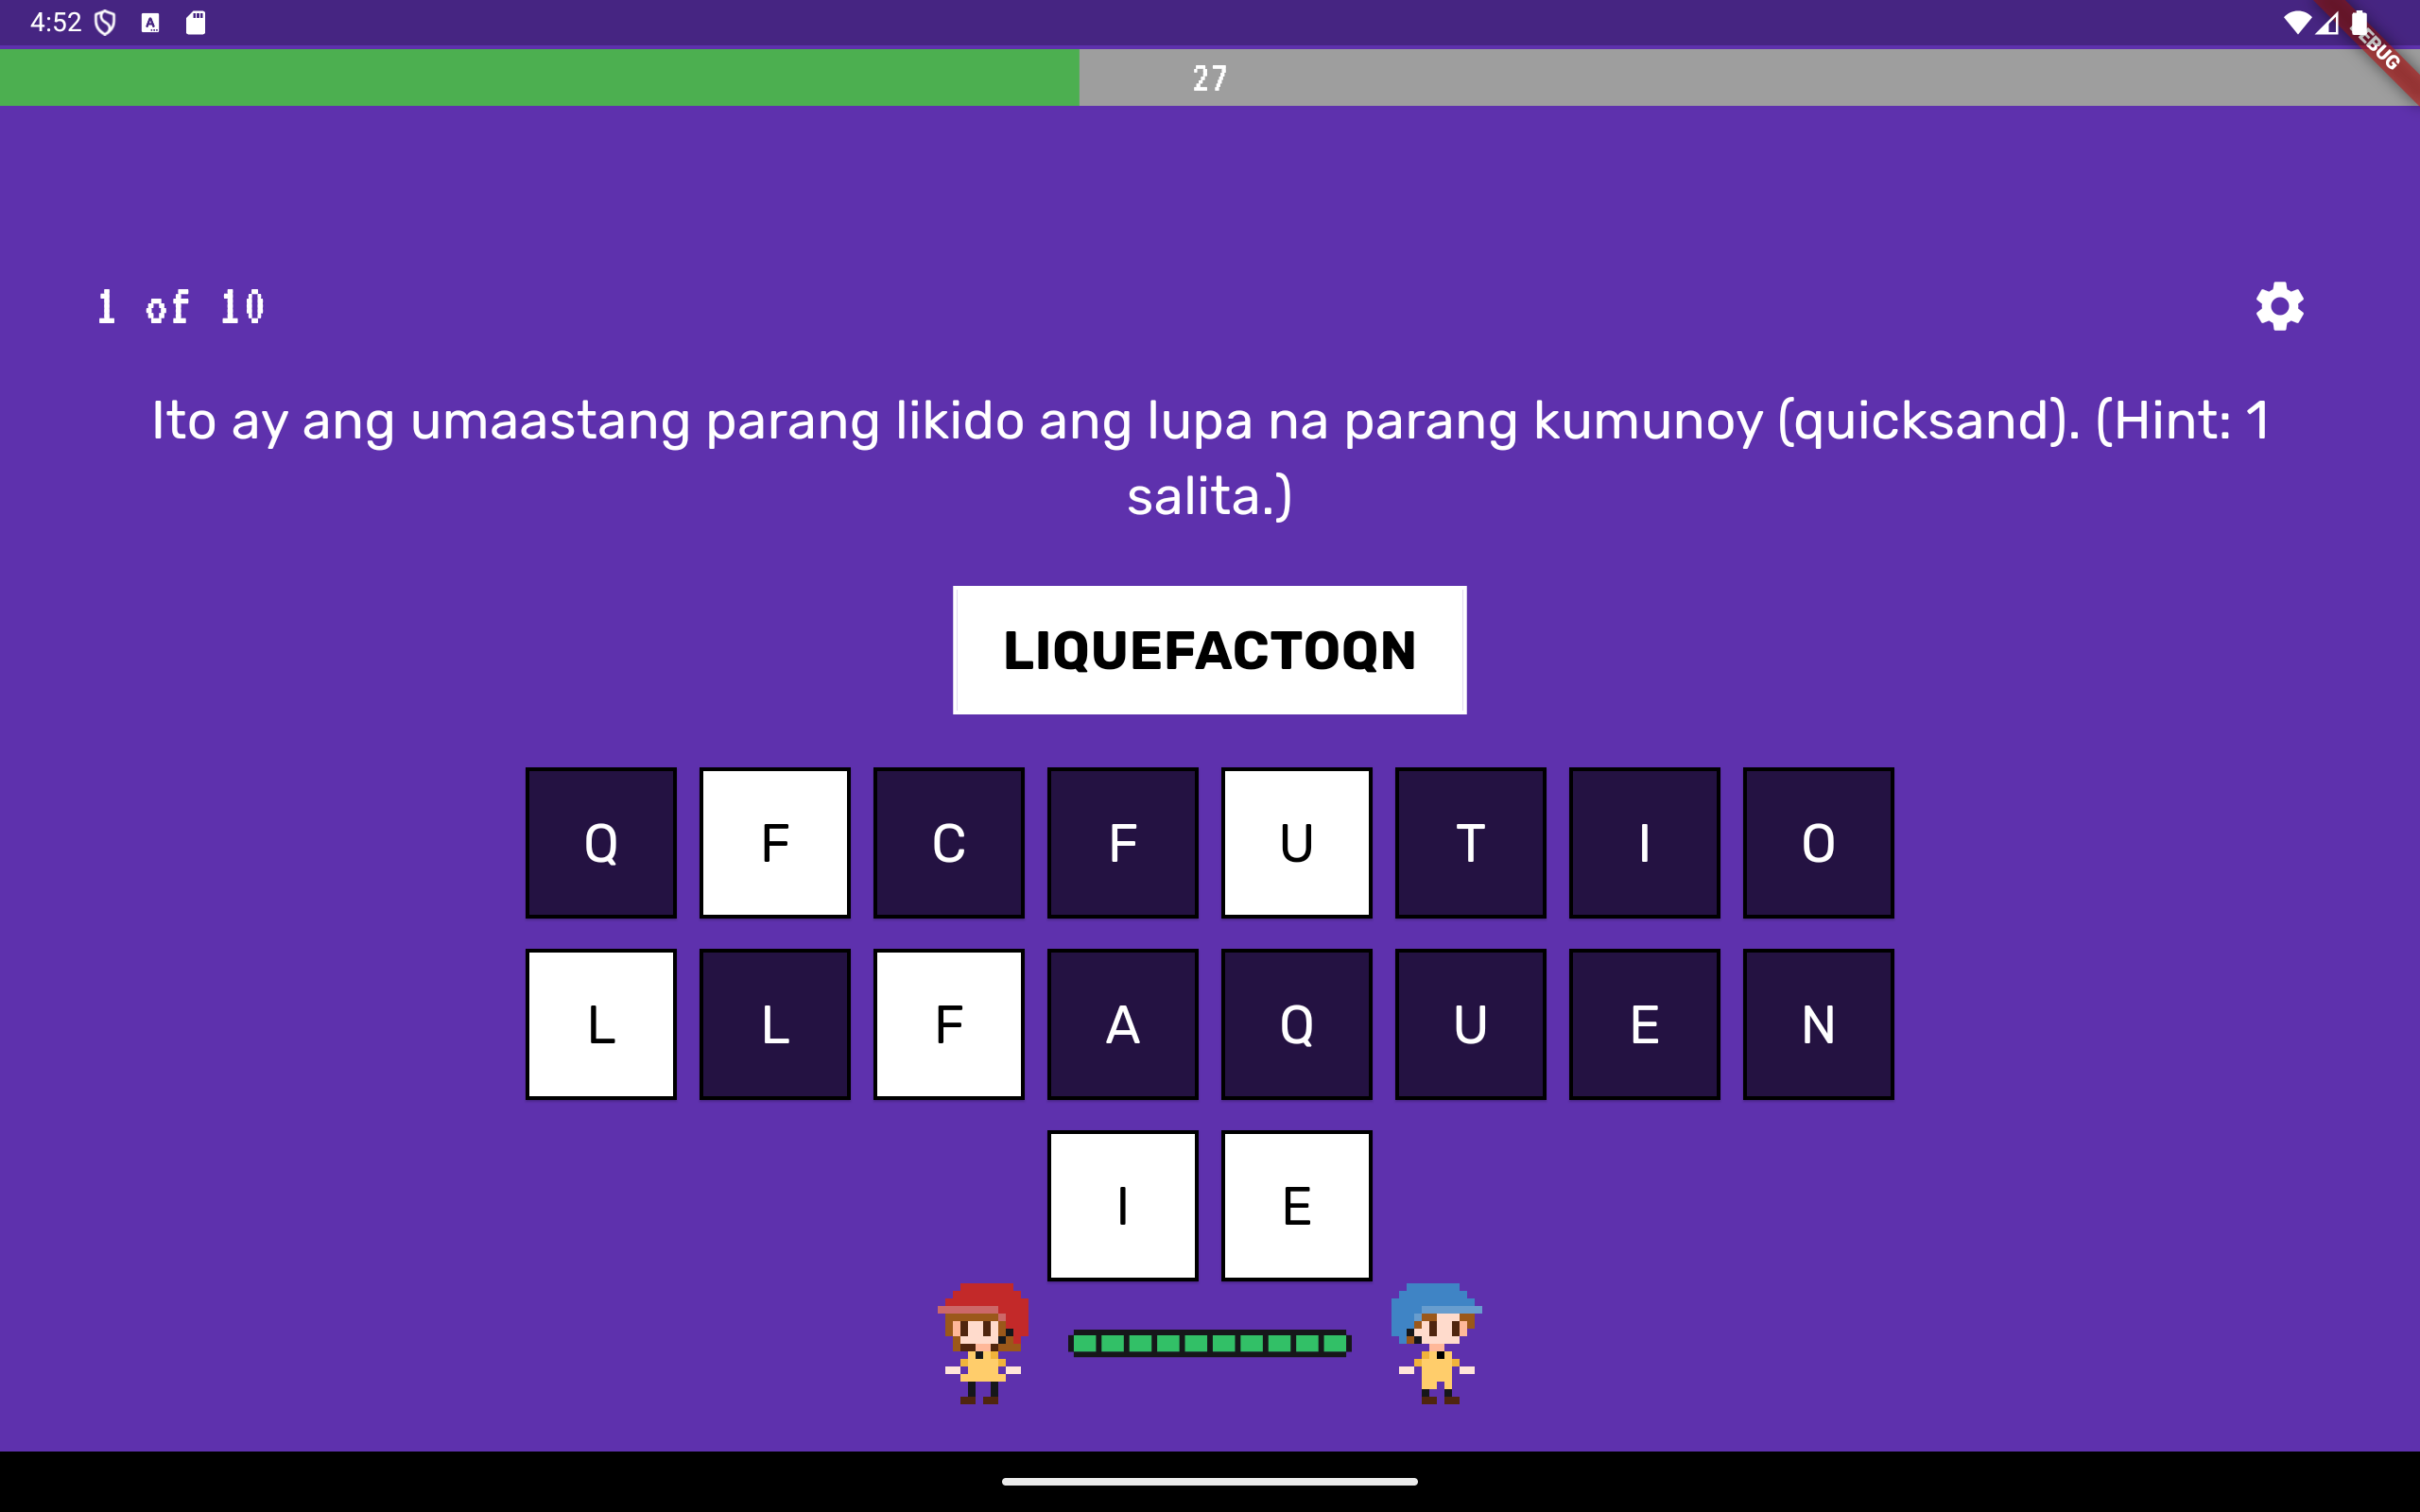 4:52
27
1 of 10
Ito ay ang umaastang parang likido ang lupa na parang kumunoy (quicksand). (Hint: 1
salita.)
LIQUEFACTOQN
Q F C F U T I O
L L F A Q U E N
I E